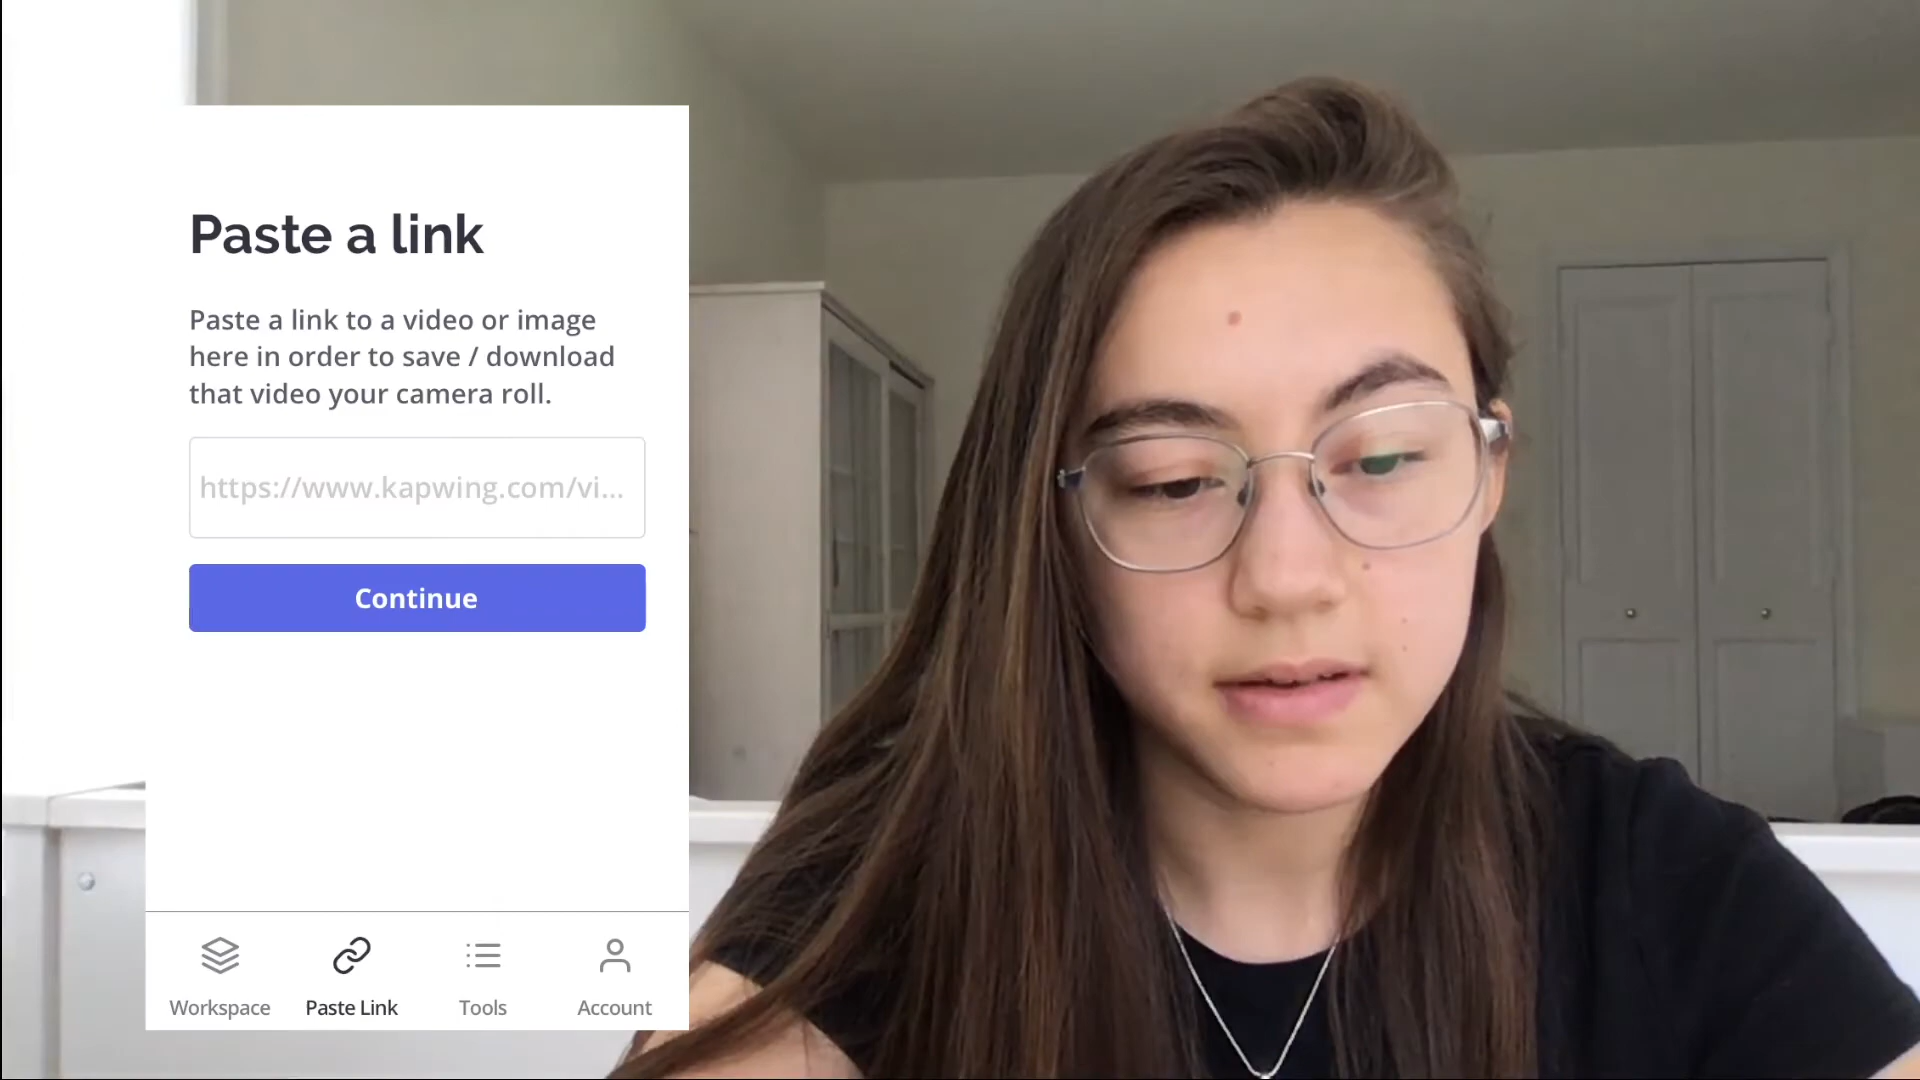 Paste a link
Paste a link to a video or image
here in order to save / download
that video your camera roll.
https://www.kapwing.com/vi...
Continue
Workspace
Paste Link
Tools
Account